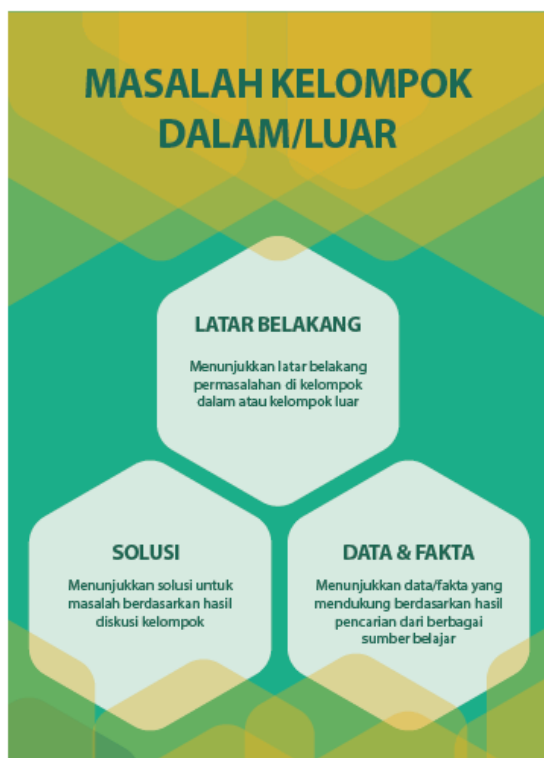 MASALAH KELOMPOK
DALAM/LUAR
LATAR BELAKANG
Menunjukkan latar belakang
permasalahan di kelompok
dalam atau kelompok luar
SOLUSI
Menunjukkan solusi untuk
masalah berdasarkan hasil
diskusi kelompok
DATA & FAKTA
Menunjukkan data/fakta yang
mendukung berdasarkan hasil
pencarian dari berbagai
sumber belajar